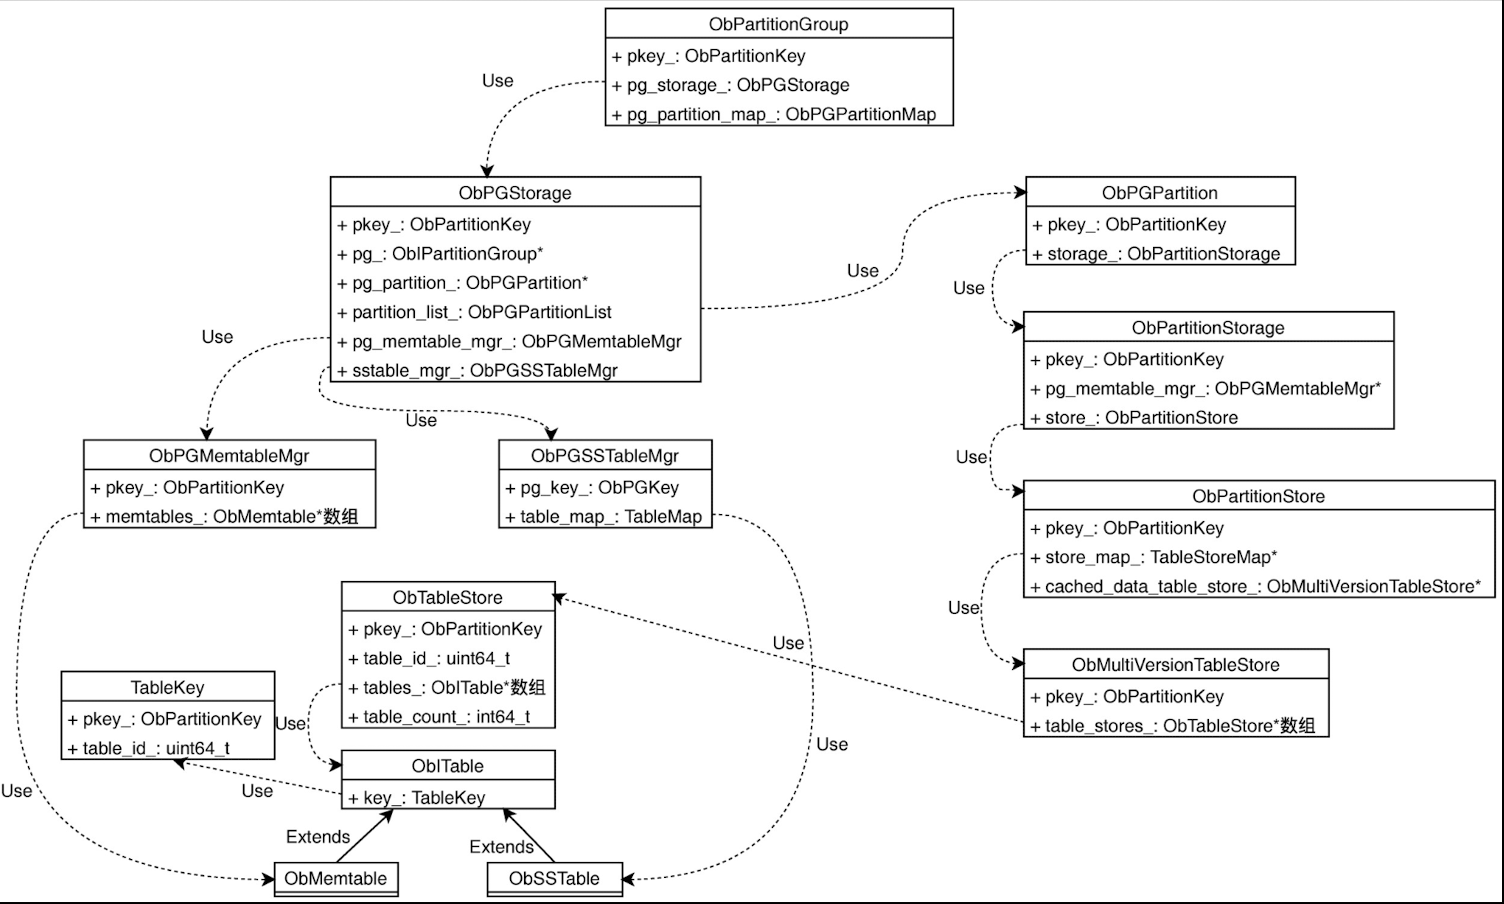 ObPartitionGroup
+ pkey_: ObPartitionKey
+ pg_storage_: ObPGStorage
+ pg_partition_map_: ObPGPartitionMap
Use
ObPGStorage
+ pkey_: ObPartitionKey
+ pg_: ObIPartitionGroup*
+ pg_partition_: ObPGPartition*
+ partition_list_: ObPGPartitionList
+ pg_memtable_mgr_: ObPGMemtableMgr
+ sstable_mgr_: ObPGSSTableMgr
Use
ObPGPartition
+ pkey_: ObPartitionKey
+ storage_: ObPartitionStorage
Use
ObPartitionStorage
+ pkey_: ObPartitionKey
+ pg_memtable_mgr_: ObPGMemtableMgr*
+ store_: ObPartitionStore
Use
Use
ObPGMemtableMgr
+ pkey_: ObPartitionKey
+ memtables_: ObMemtable*数组
ObPGSSTableMgr
+ pg_key_: ObPGKey
+ table_map_: TableMap
Use
ObPartitionStore
+ pkey_: ObPartitionKey
+ store_map_: TableStoreMap*
+ cached_data_table_store_: ObMultiVersionTableStore*
Use
ObMultiVersionTableStore
+ pkey_: ObPartitionKey
+ table_stores_: ObTableStore*数组
Use
ObTableStore
+ pkey_: ObPartitionKey
+ table_id_: uint64_t
+ tables_: ObITable*数组
+ table_count_: int64_t
TableKey
+ pkey_: ObPartitionKey
+ table_id_: uint64_t
Use
ObITable
+ key_: TableKey
Use
Use
Use
Extends
Extends
ObMemtable
ObSSTable